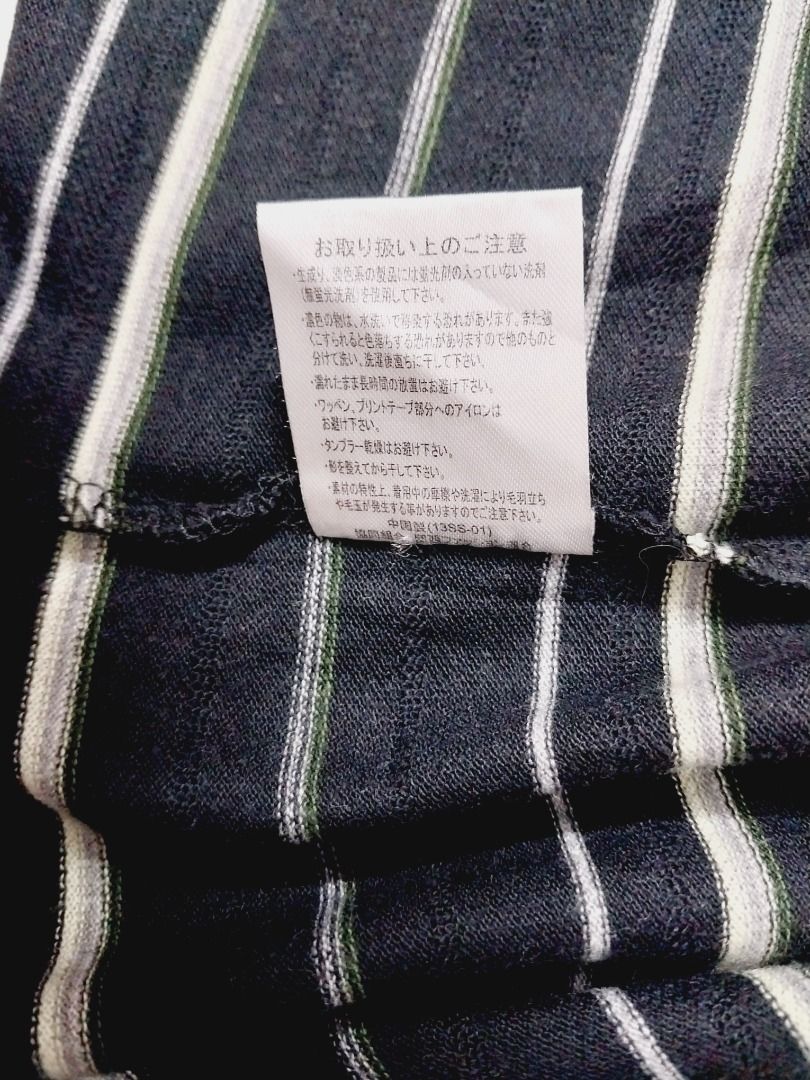 お取り扱い上のご注意
・生成り、淡色系の製品には蛍光剤の入っていない洗剤
(無蛍光洗剤)を使用して下さい。
・濃色の物は、水洗いで移染する恐れがあります。また強
くこすられると色落ちする恐れがありますので他のものと
分けて洗い、洗濯後直ちに干して下さい。
・濡れたまま長時間の放置はお避け下さい。
・ワッペン、プリントテープ部分へのアイロンは
お避け下さい。
・タンブラー乾燥はお避け下さい。
・形を整えてから干して下さい。
・素材の特性上、着用中の摩擦や洗濯により毛羽立ち
や毛玉が発生する事がありますのでご注意下さい。
中国製(13SS-01)
協同組合